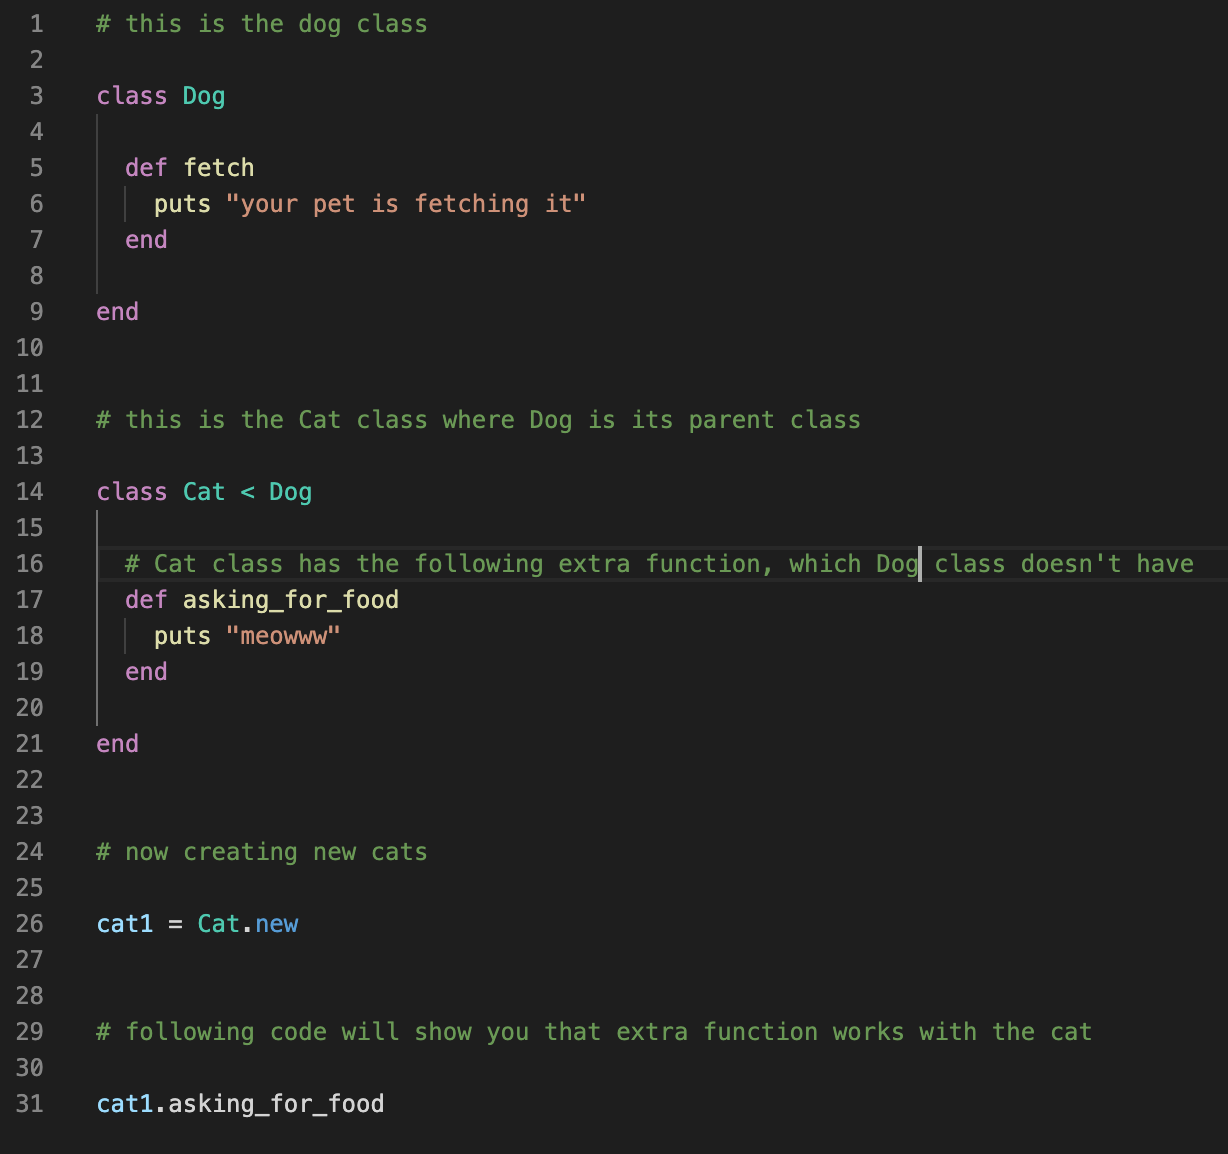 1 # this is the dog class
2
3 class Dog
4
5 def fetch
6 puts "your pet is fetching it"
7 end
8
9 end
10
11
12 # this is the Cat class where Dog is its parent class
13
14 class Cat < Dog
15
16 # Cat class has the following extra function, which Dog class doesn't have
17 def asking_for_food
18 puts "meowww"
19 end
20
21 end
22
23
24 # now creating new cats
25
26 cat1 = Cat.new
27
28
29 # following code will show you that extra function works with the cat
30
31 cat1.asking_for_food